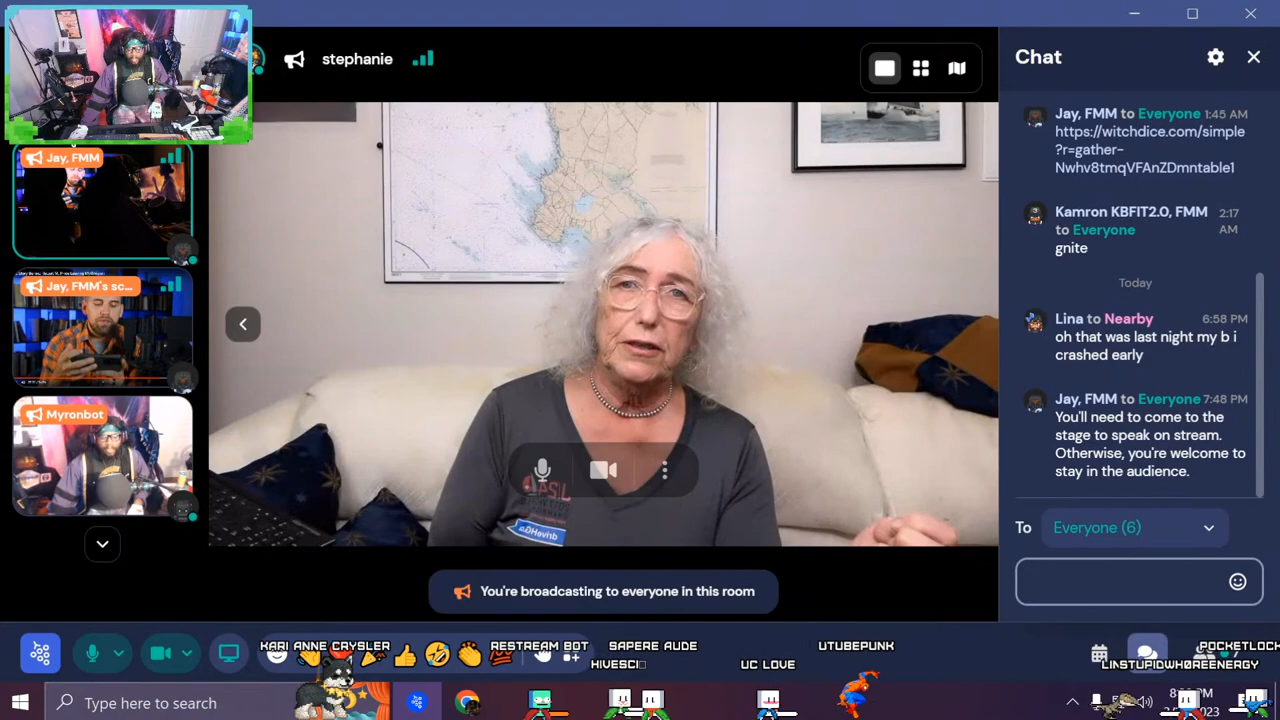 stephanie
Jay, FMM
Jay, FMM's sc...
Myronbot
You're broadcasting to everyone in this room
Chat
Jay, FMM to Everyone 1:45 AM
https://witchdice.com/simple
?r=gather-
Nwhv8tmqVFAnZDmntable1
Kamron KBFIT2.0, FMM 2:17
to Everyone AM
gnite
Today
Lina to Nearby 6:58 PM
oh that was last night my b i
crashed early
Jay, FMM to Everyone 7:48 PM
You'll need to come to the
stage to speak on stream.
Otherwise, you're welcome to
stay in the audience.
To Everyone (6)
KARI ANNE CRYSLER
RESTREAM BOT
SAPERE AUDE
UTUBEPUNK
POCKETLOCK
HIVESCI
UC LOVE
LINSTUPIDWH0REENERGY
Type here to search